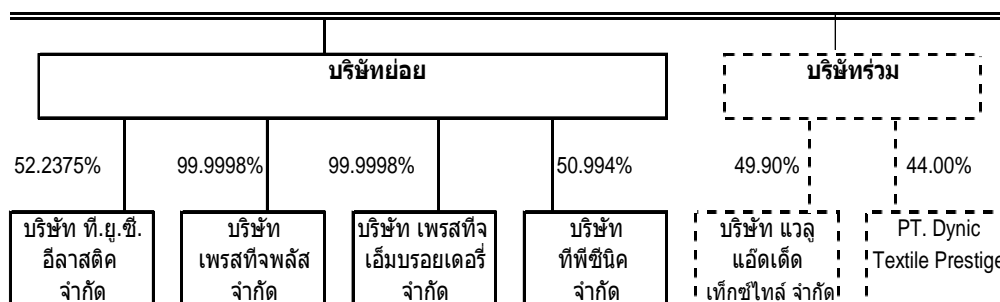 บริษัทย่อย บริษัทร่วม
52.2375% 99.9998% 99.9998% 50.994% 49.90% 44.00%
บริษัท ที.ยู.ซี. บริษัท บริษัท เพรสทีจ บริษัท บริษัท แวลู PT. Dynic
อีลาสติค เพรสทีจพลัส เอ็มบรอยเดอรี่ ทีพีซีนิค แอ๊ดเด็ด Textile Prestige
จำกัด จำกัด จำกัด จำกัด เท็กซ์ไทล์ จำกัด